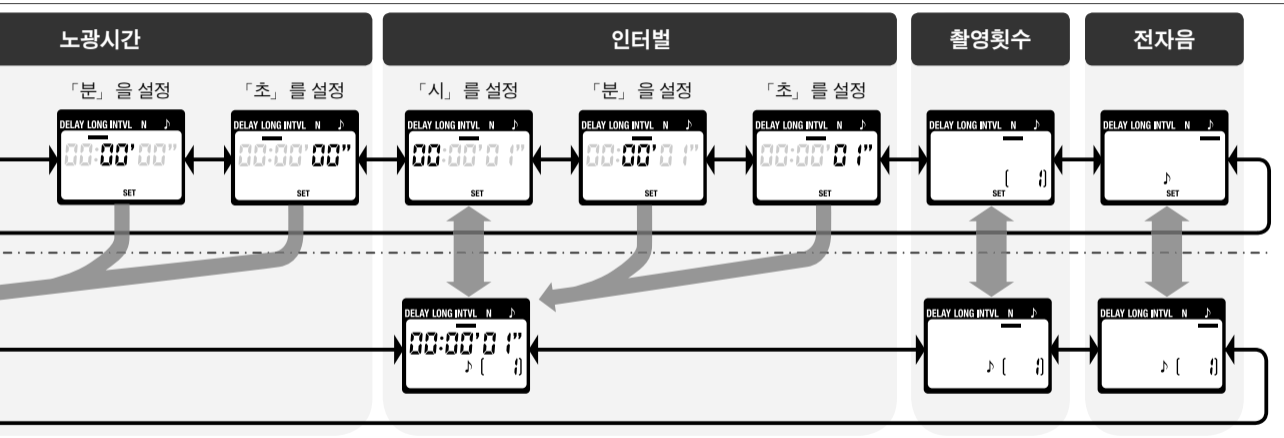 노광시간
인터벌
촬영횟수
전자음
「분」을 설정
「초」를 설정
「시」를 설정
「분」을 설정
「초」를 설정
DELAY LONG INTVL N ♪
00:00'00"
SET
DELAY LONG INTVL N ♪
00:00'00"
SET
DELAY LONG INTVL N ♪
00:00'01"
SET
DELAY LONG INTVL N ♪
00:00'01"
SET
DELAY LONG INTVL N ♪
00:00'01"
SET
DELAY LONG INTVL N ♪
[ 1]
SET
DELAY LONG INTVL N ♪
♪
SET
DELAY LONG INTVL N ♪
00:00'01"
♪ [ 1]
DELAY LONG INTVL N ♪
♪ [ 1]
DELAY LONG INTVL N ♪
♪ [ 1]